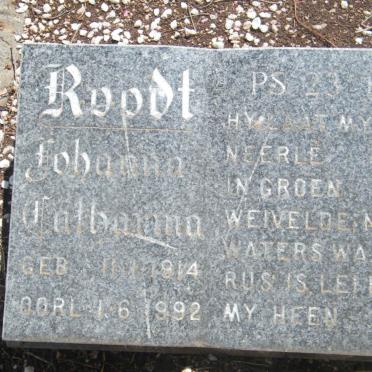 Roodt
Johanna
Catharina
GEB 11-1-1914
OORL 1-6 1992
PS 23
HY LAAT MY
NEERLÊ
IN GROEN
WEIVELDE; N
WATERS WA
RUS IS LEI
MY HEEN